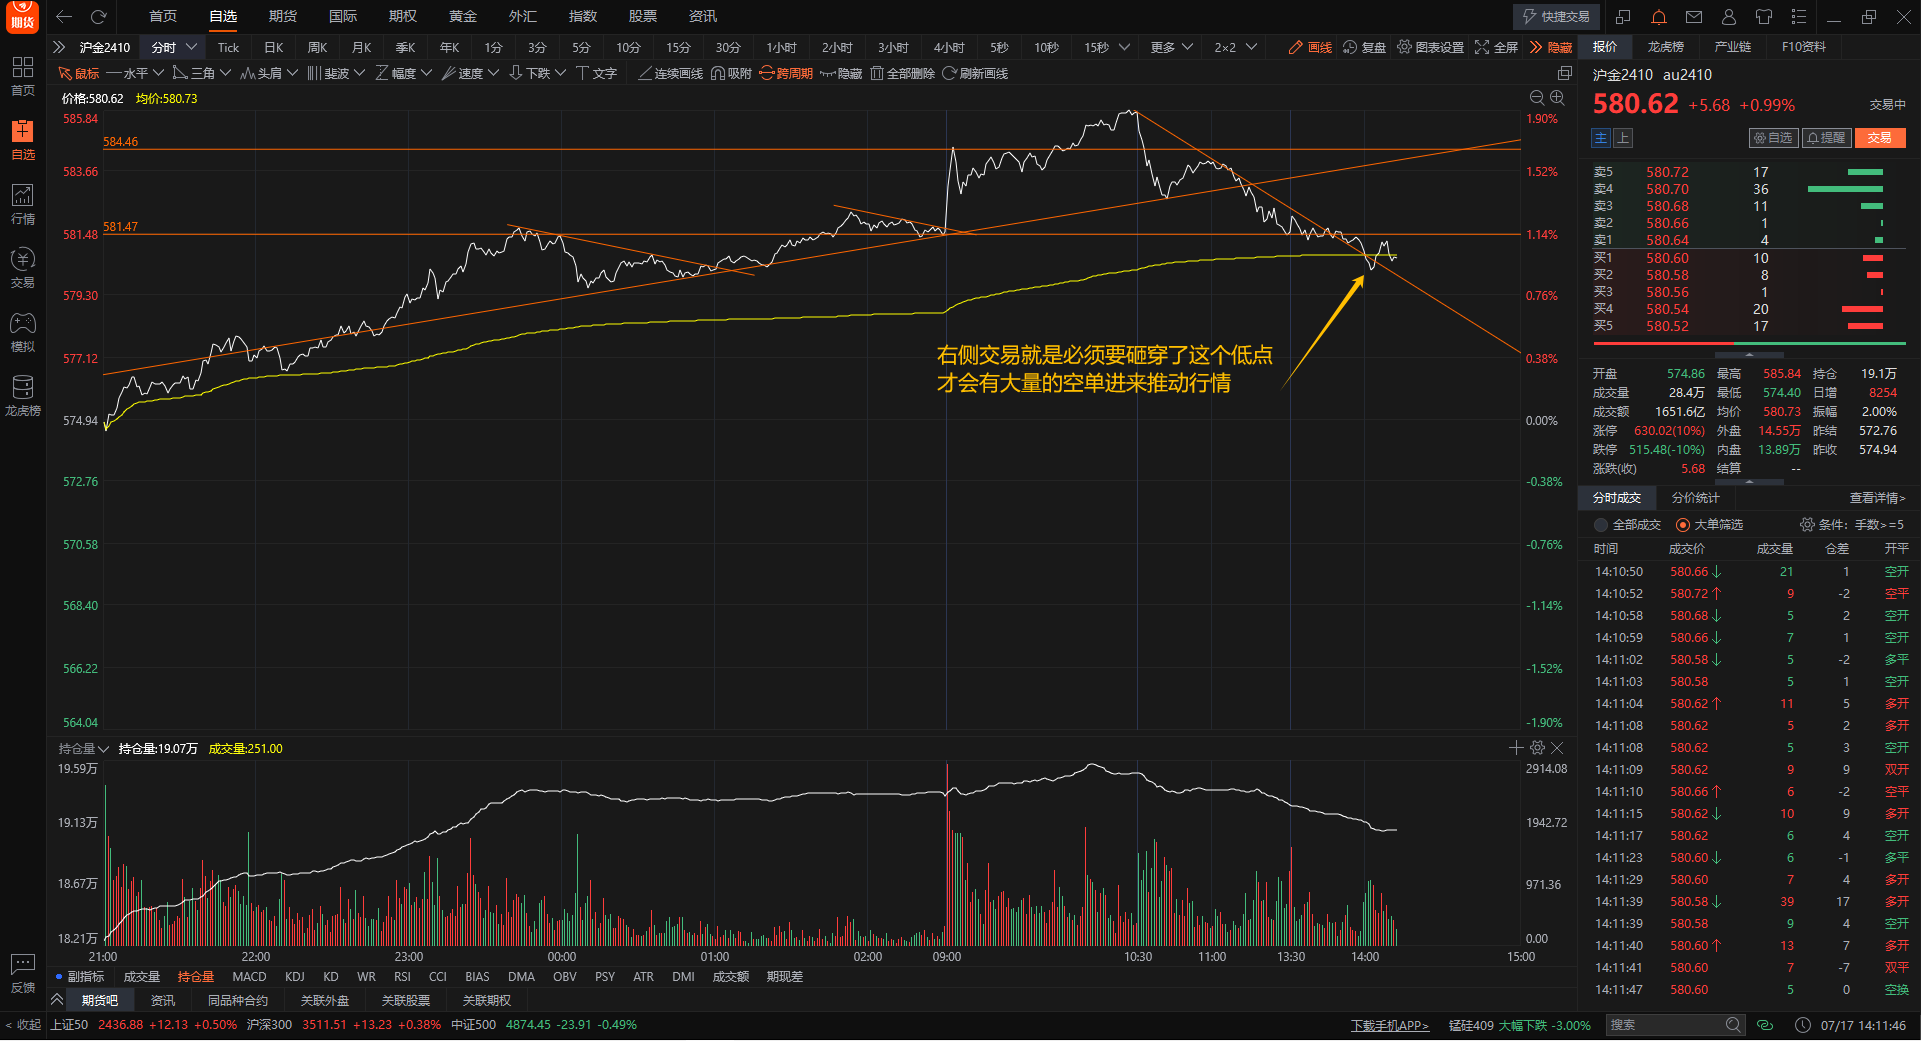 期货
首页 自选 期货 国际 期权 黄金 外汇 指数 股票 资讯 快捷交易
沪金2410 分时 Tick 日K 周K 月K 季K 年K 1分 3分 5分 10分 15分 30分 1小时 2小时 3小时 4小时 5秒 10秒 15秒 更多 2×2 画线 复盘 图表设置 全屏 隐藏
报价 龙虎榜 产业链 F10资料
鼠标 水平 三角 头肩 斐波 幅度 速度 下跌 文字 连续画线 吸附 跨周期 隐藏 全部删除 刷新画线
首页
自选
行情
交易
模拟
龙虎榜
反馈
< 收起
价格:580.62 均价:580.73
585.84
584.46
583.66
581.47
581.48
579.30
577.12
574.94
572.76
570.58
568.40
566.22
564.04
1.90%
1.52%
1.14%
0.76%
0.38%
0.00%
-0.38%
-0.76%
-1.14%
-1.52%
-1.90%
右侧交易就是必须要砸穿了这个低点
才会有大量的空单进来推动行情
持仓量 持仓量:19.07万 成交量:251.00
19.59万
19.13万
18.67万
18.21万
2914.08
1942.72
971.36
0.00
21:00 22:00 23:00 00:00 01:00 02:00 09:00 10:30 11:00 13:30 14:00 15:00
副指标 成交量 持仓量 MACD KDJ KD WR RSI CCI BIAS DMA OBV PSY ATR DMI 成交额 期现差
期货吧 资讯 同品种合约 关联外盘 关联股票 关联期权
沪金2410 au2410
580.62 +5.68 +0.99% 交易中
主 上 自选 提醒 交易
卖5 580.72 17
卖4 580.70 36
卖3 580.68 11
卖2 580.66 1
卖1 580.64 4
买1 580.60 10
买2 580.58 8
买3 580.56 1
买4 580.54 20
买5 580.52 17
开盘 574.86 最高 585.84 持仓 19.1万
成交量 28.4万 最低 574.40 日增 8254
成交额 1651.6亿 均价 580.73 振幅 2.00%
涨停 630.02(10%) 外盘 14.55万 昨结 572.76
跌停 515.48(-10%) 内盘 13.89万 昨收 574.94
涨跌(收) 5.68 结算 --
分时成交 分价统计 查看详情>
全部成交 大单筛选 条件: 手数>=5
时间 成交价 成交量 仓差 开平
14:10:50 580.66↓ 21 1 空开
14:10:52 580.72↑ 9 -2 空平
14:10:58 580.68↓ 5 2 空开
14:10:59 580.66↓ 7 1 空开
14:11:02 580.58↓ 5 -2 多平
14:11:03 580.58 5 1 空开
14:11:04 580.62↑ 11 5 多开
14:11:08 580.62 5 2 多开
14:11:08 580.62 5 3 空开
14:11:09 580.62 9 9 双开
14:11:10 580.66↑ 6 -2 空平
14:11:15 580.62↓ 10 9 多开
14:11:17 580.62 6 4 空开
14:11:23 580.60↓ 6 -1 多平
14:11:29 580.60 7 4 多开
14:11:39 580.58↓ 39 17 多开
14:11:39 580.58 9 4 空开
14:11:40 580.60↑ 13 7 多开
14:11:41 580.60 7 -7 双平
14:11:47 580.60 5 0 空换
上证50 2436.88 +12.13 +0.50% 沪深300 3511.51 +13.23 +0.38% 中证500 4874.45 -23.91 -0.49% 下载手机APP> 锰硅409 大幅下跌 -3.00% 搜索 07/17 14:11:46